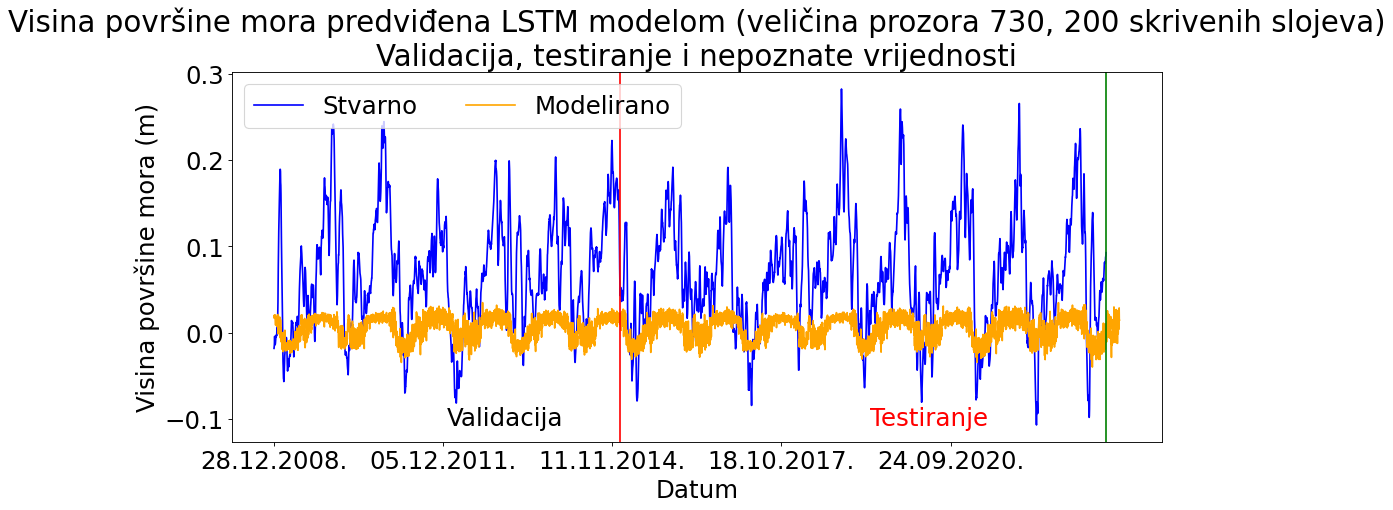 Visina površine mora predviđena LSTM modelom (veličina prozora 730, 200 skrivenih slojeva)
Validacija, testiranje i nepoznate vrijednosti
Visina površine mora (m)
0.3
0.2
0.1
0.0
−0.1
Stvarno Modelirano
Validacija Testiranje
28.12.2008. 05.12.2011. 11.11.2014. 18.10.2017. 24.09.2020.
Datum